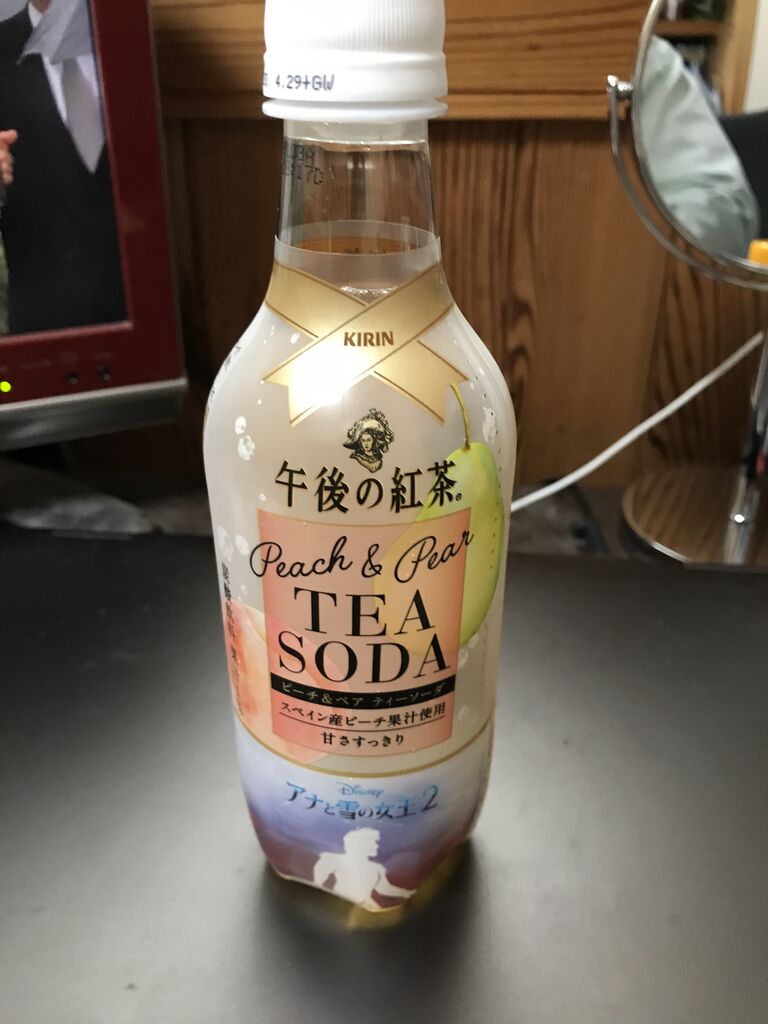 4.29+GW
KIRIN
午後の紅茶。
Peach & Pear
TEA
SODA
ピーチ&ペア ティーソーダ
スペイン産ピーチ果汁使用
甘さすっきり
Disney
アナと雪の女王2